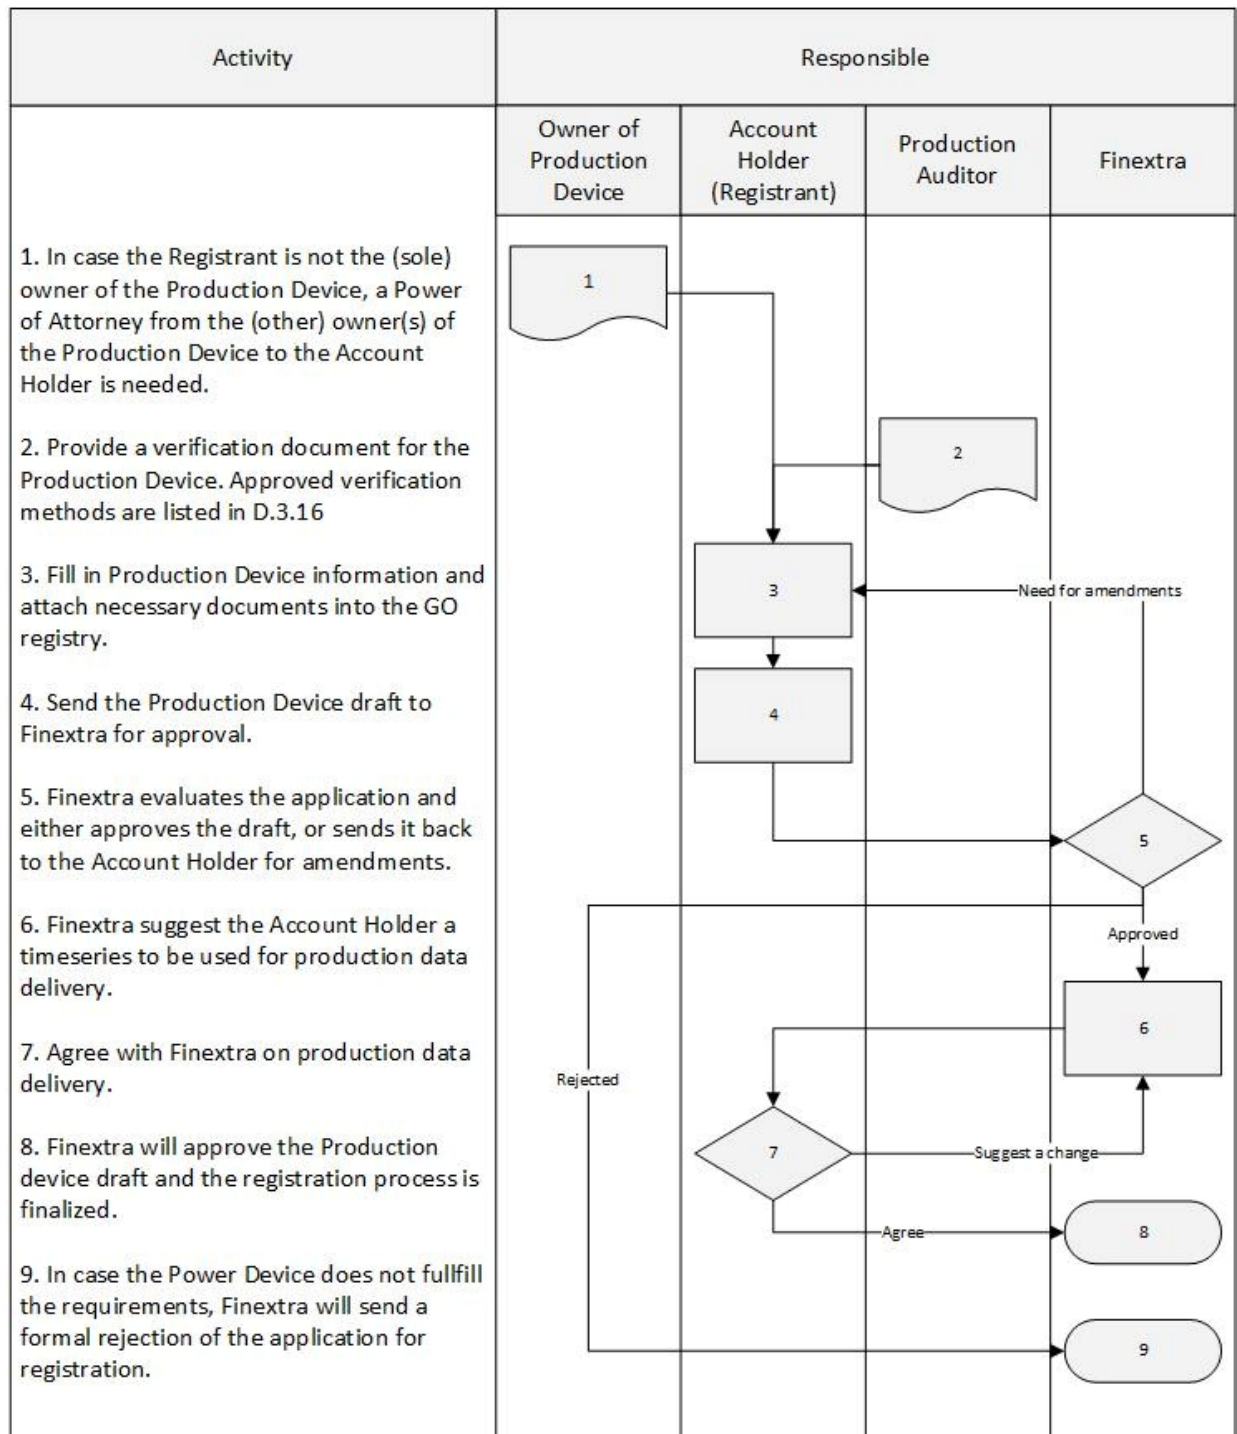 Activity
Responsible
Owner of
Production
Device
Account
Holder
(Registrant)
Production
Auditor
Finextra
1. In case the Registrant is not the (sole)
owner of the Production Device, a Power
of Attorney from the (other) owner(s) of
the Production Device to the Account
Holder is needed.
2. Provide a verification document for the
Production Device. Approved verification
methods are listed in D.3.16
3. Fill in Production Device information and
attach necessary documents into the GO
registry.
4. Send the Production Device draft to
Finextra for approval.
5. Finextra evaluates the application and
either approves the draft, or sends it back
to the Account Holder for amendments.
6. Finextra suggest the Account Holder a
timeseries to be used for production data
delivery.
7. Agree with Finextra on production data
delivery.
8. Finextra will approve the Production
device draft and the registration process is
finalized.
9. In case the Power Device does not fullfill
the requirements, Finextra will send a
formal rejection of the application for
registration.
1
2
3
Need for amendments
4
5
Approved
6
Rejected
7
Suggest a change
Agree
8
9